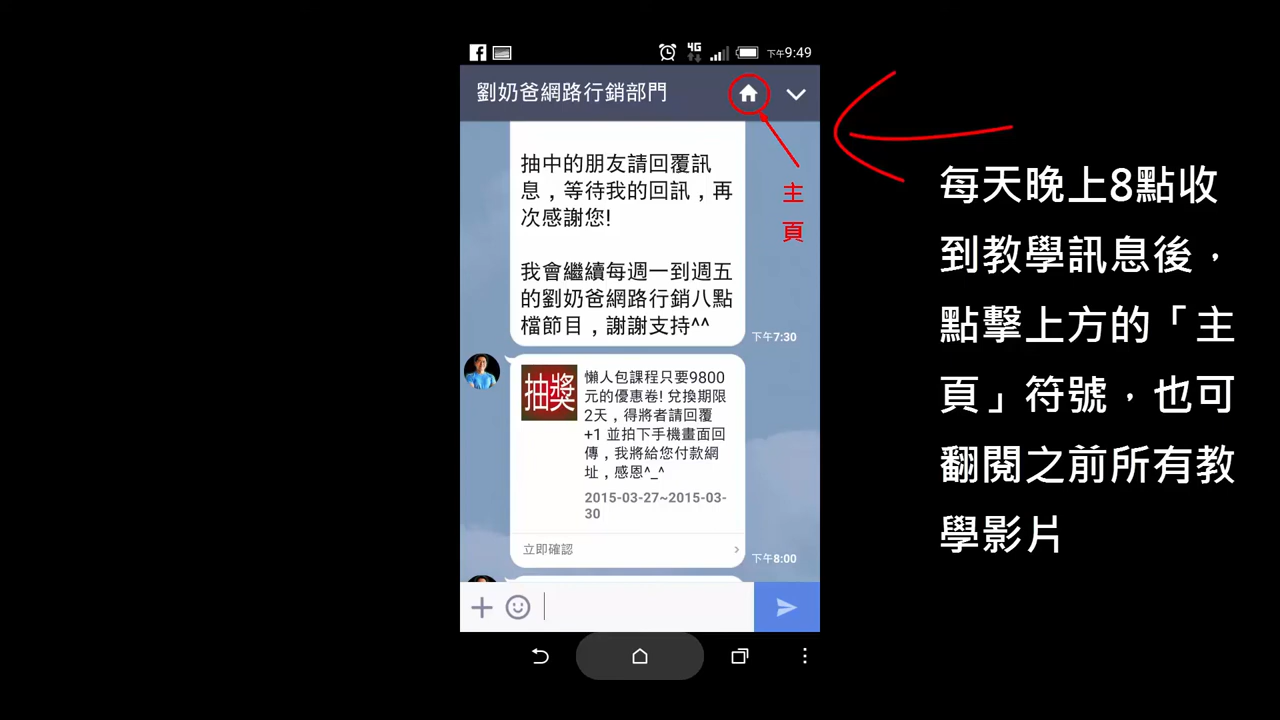 4G
下午9:49
劉奶爸網路行銷部門
抽中的朋友請回覆訊
息，等待我的回訊，再
次感謝您!
我會繼續每週一到週五
的劉奶爸網路行銷八點
檔節目，謝謝支持^^
下午7:30
抽獎
懶人包課程只要9800
元的優惠卷! 兌換期限
2天，得將者請回覆
+1 並拍下手機畫面回
傳，我將給您付款網
址，感恩^_^
2015-03-27~2015-03-
30
立即確認
下午8:00
主
頁
每天晚上8點收
到教學訊息後，
點擊上方的「主
頁」符號，也可
翻閱之前所有教
學影片